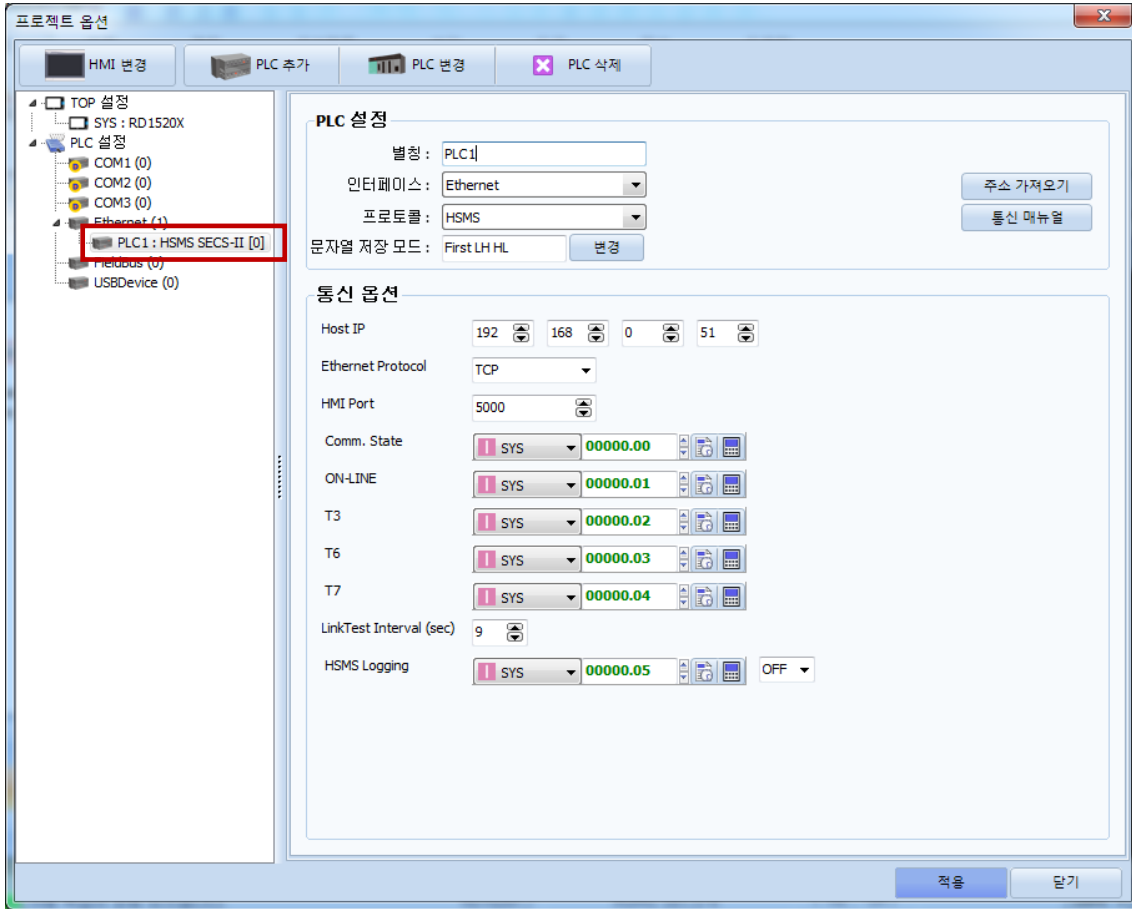 프로젝트 옵션
HMI 변경 PLC 추가 PLC 변경 PLC 삭제
TOP 설정
SYS : RD1520X
PLC 설정
COM1 (0)
COM2 (0)
COM3 (0)
Ethernet (1)
PLC1 : HSMS SECS-II [0]
FieldBus (0)
USBDevice (0)
PLC 설정
별칭 : PLC1
인터페이스 : Ethernet 주소 가져오기
프로토콜 : HSMS 통신 매뉴얼
문자열 저장 모드 : First LH HL 변경
통신 옵션
Host IP 192 168 0 51
Ethernet Protocol TCP
HMI Port 5000
Comm. State SYS 00000.00
ON-LINE SYS 00000.01
T3 SYS 00000.02
T6 SYS 00000.03
T7 SYS 00000.04
LinkTest Interval (sec) 9
HSMS Logging SYS 00000.05 OFF
적용 닫기